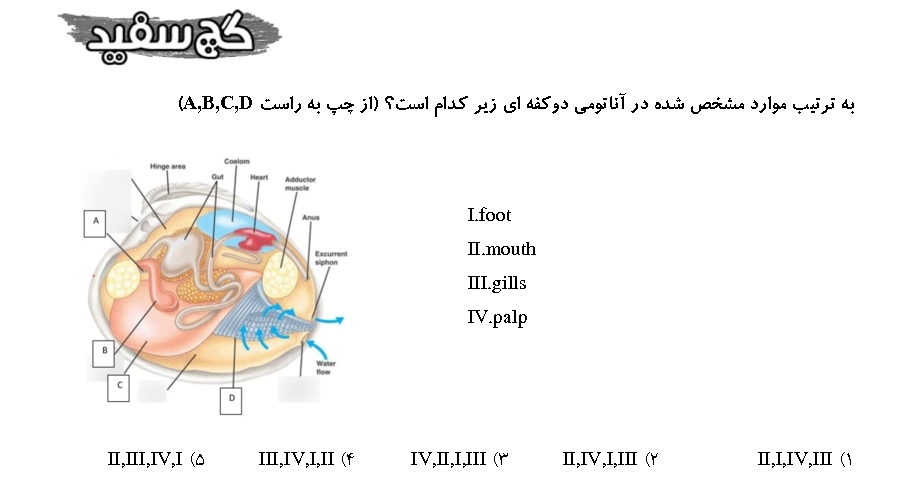 گچ سفید
به ترتیب موارد مشخص شده در آناتومی دوکفه ای زیر کدام است؟ (از چپ به راست A,B,C,D)
Hinge area
Coelom
Gut
Heart
Adductor muscle
A
Anus
Excurrent siphon
B
Water flow
C
D
I.foot
II.mouth
III.gills
IV.palp
۱) II,I,IV,III
۲) II,IV,I,III
۳) IV,II,I,III
۴) III,IV,I,II
۵) II,III,IV,I